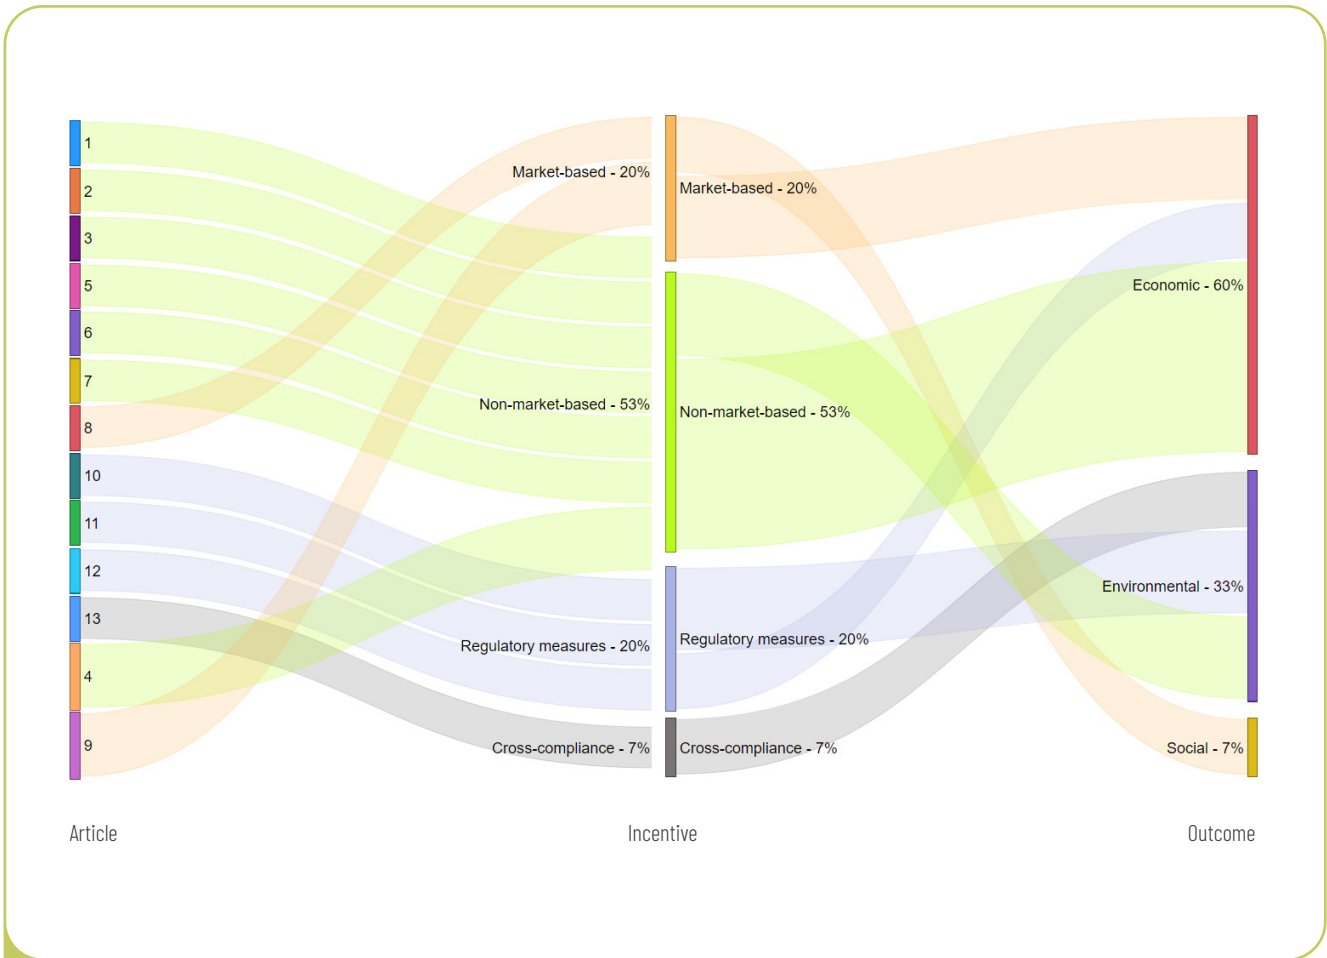 1
2
3
5
6
7
8
10
11
12
13
4
9
Market-based - 20%
Non-market-based - 53%
Regulatory measures - 20%
Cross-compliance - 7%
Market-based - 20%
Non-market-based - 53%
Regulatory measures - 20%
Cross-compliance - 7%
Economic - 60%
Environmental - 33%
Social - 7%
Article
Incentive
Outcome